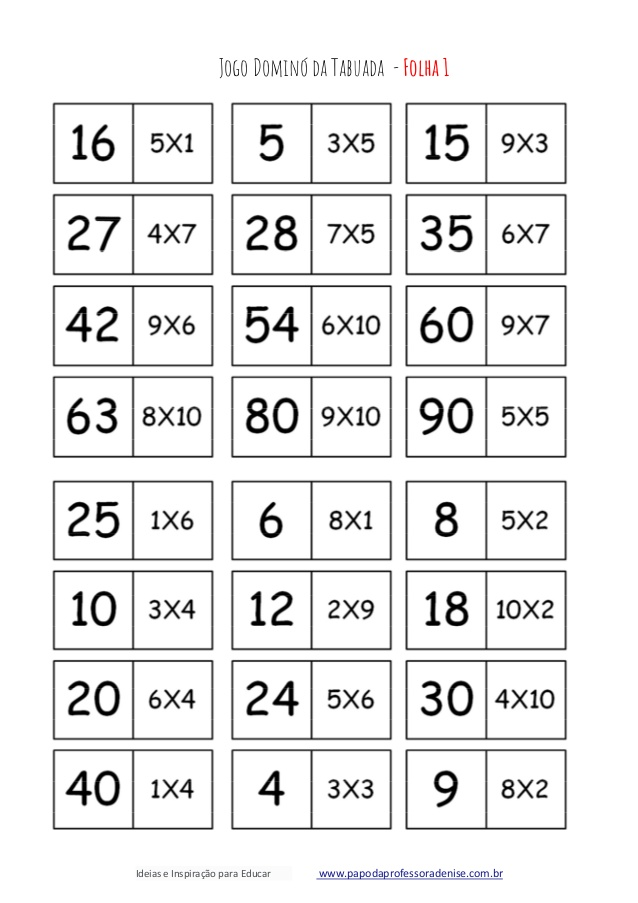 Jogo Dominó da Tabuada - Folha 1
16 5X1 5 3X5 15 9X3
27 4X7 28 7X5 35 6X7
42 9X6 54 6X10 60 9X7
63 8X10 80 9X10 90 5X5
25 1X6 6 8X1 8 5X2
10 3X4 12 2X9 18 10X2
20 6X4 24 5X6 30 4X10
40 1X4 4 3X3 9 8X2
Ideias e Inspiração para Educar www.papodaprofessoradenise.com.br